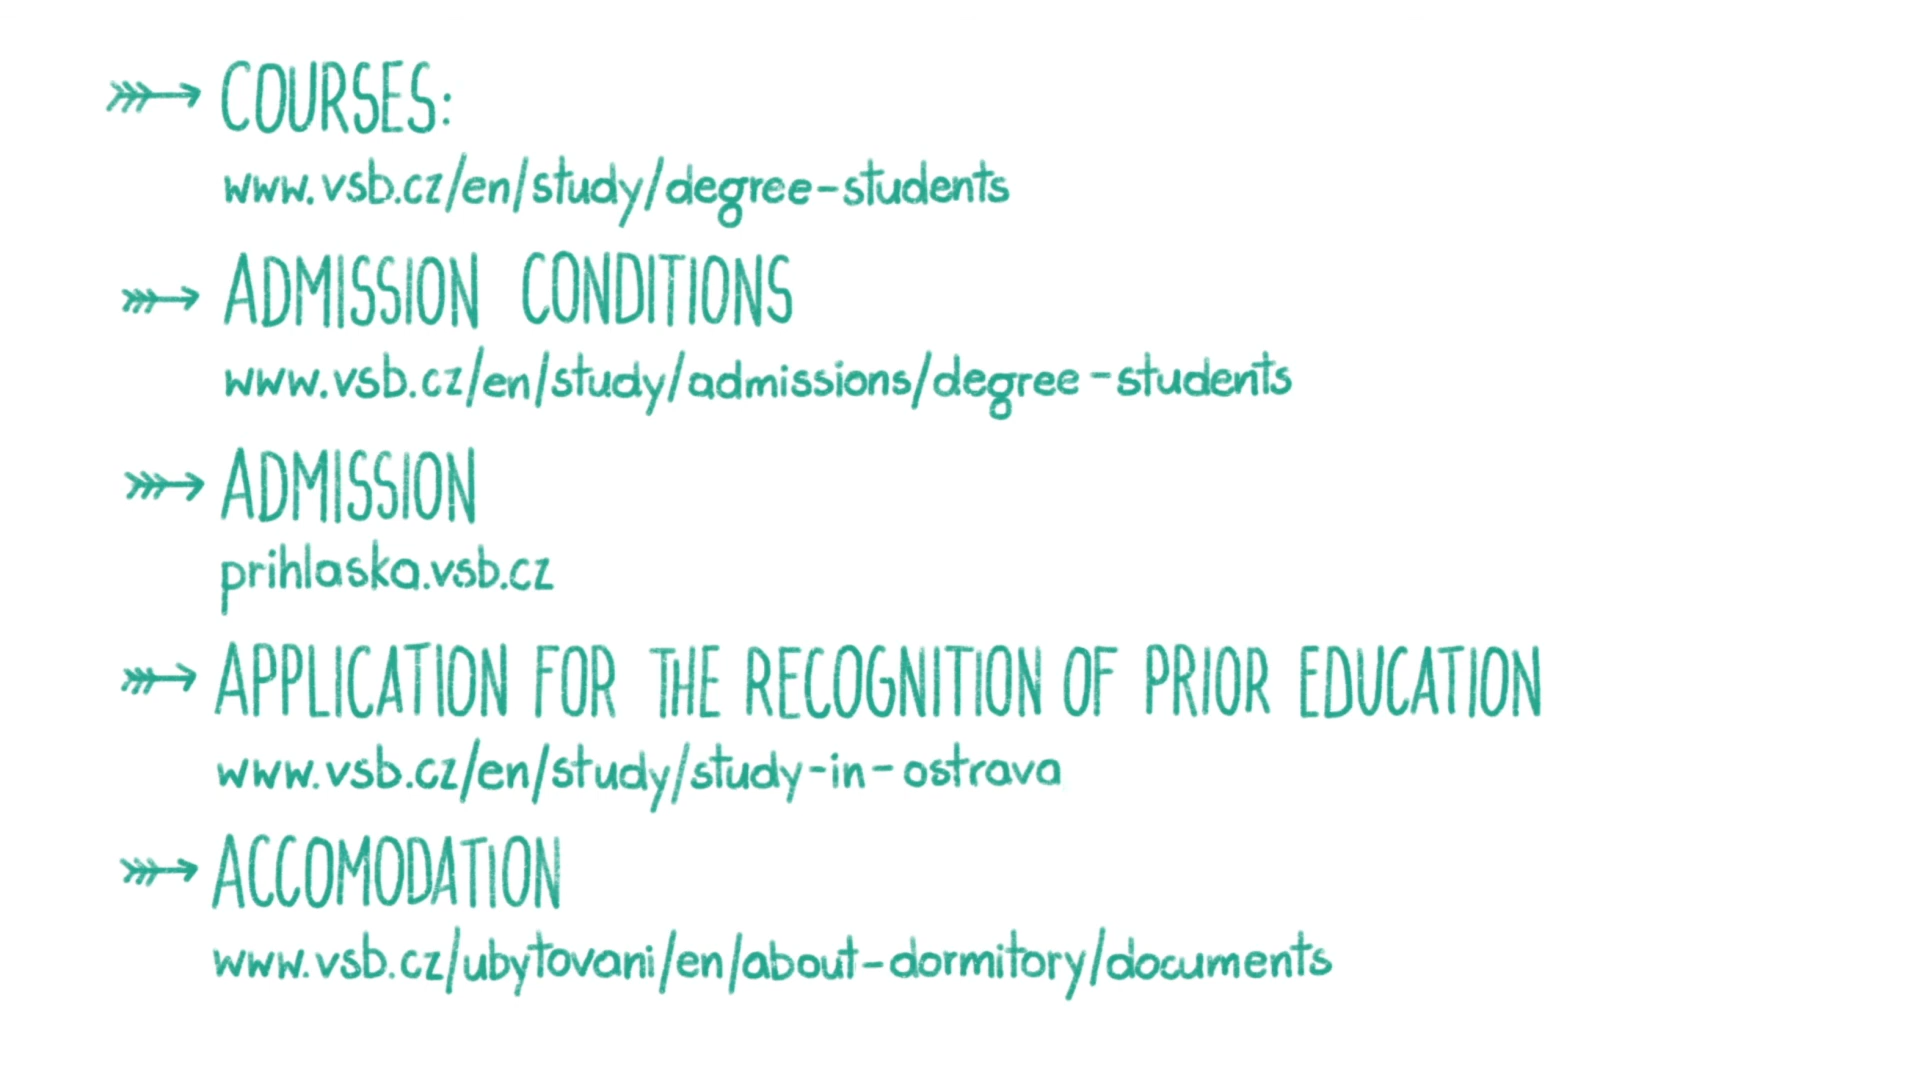 COURSES:
www.vsb.cz/en/study/degree-students
ADMISSION CONDITIONS
www.vsb.cz/en/study/admissions/degree-students
ADMISSION
prihlaska.vsb.cz
APPLICATION FOR THE RECOGNITION OF PRIOR EDUCATION
www.vsb.cz/en/study/study-in-ostrava
ACCOMODATION
www.vsb.cz/ubytovani/en/about-dormitory/documents